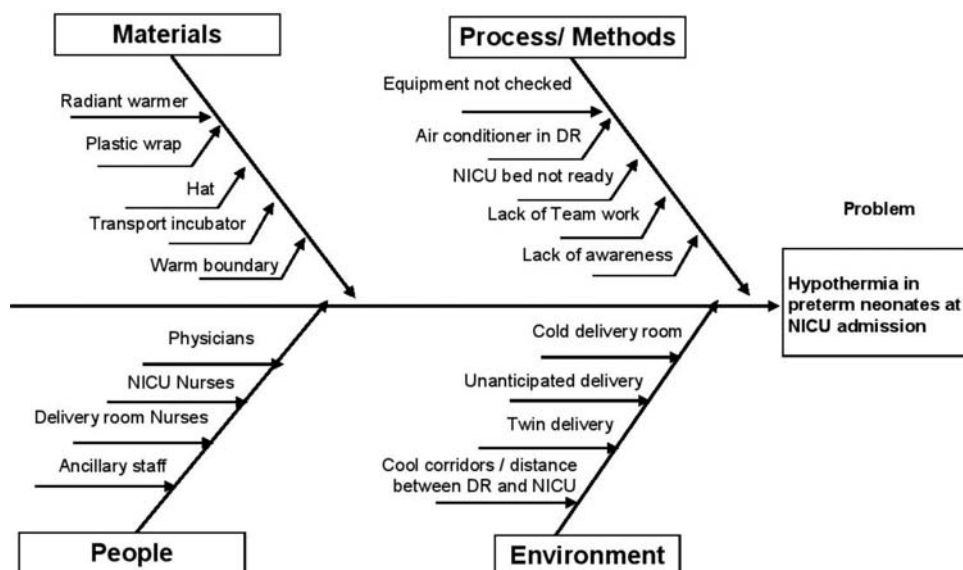 Materials
Radiant warmer
Plastic wrap
Hat
Transport incubator
Warm boundary
Process/ Methods
Equipment not checked
Air conditioner in DR
NICU bed not ready
Lack of Team work
Lack of awareness
Problem
Hypothermia in
preterm neonates at
NICU admission
Physicians
NICU Nurses
Delivery room Nurses
Ancillary staff
People
Cold delivery room
Unanticipated delivery
Twin delivery
Cool corridors / distance
between DR and NICU
Environment